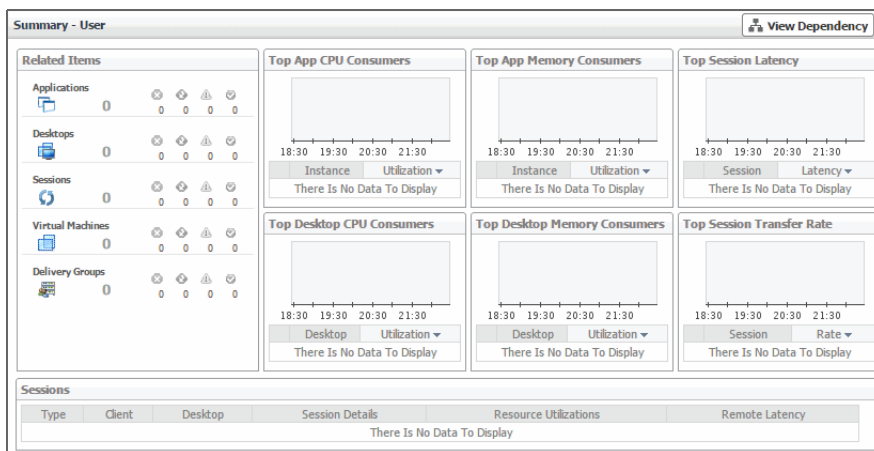 Summary - User
View Dependency
Related Items
Applications
0
0 0 0 0
Desktops
0
0 0 0 0
Sessions
0
0 0 0 0
Virtual Machines
0
0 0 0 0
Delivery Groups
0
0 0 0 0
Top App CPU Consumers
18:30 19:30 20:30 21:30
Instance Utilization
There Is No Data To Display
Top App Memory Consumers
18:30 19:30 20:30 21:30
Instance Utilization
There Is No Data To Display
Top Session Latency
18:30 19:30 20:30 21:30
Session Latency
There Is No Data To Display
Top Desktop CPU Consumers
18:30 19:30 20:30 21:30
Desktop Utilization
There Is No Data To Display
Top Desktop Memory Consumers
18:30 19:30 20:30 21:30
Desktop Utilization
There Is No Data To Display
Top Session Transfer Rate
18:30 19:30 20:30 21:30
Session Rate
There Is No Data To Display
Sessions
Type Client Desktop Session Details Resource Utilizations Remote Latency
There Is No Data To Display